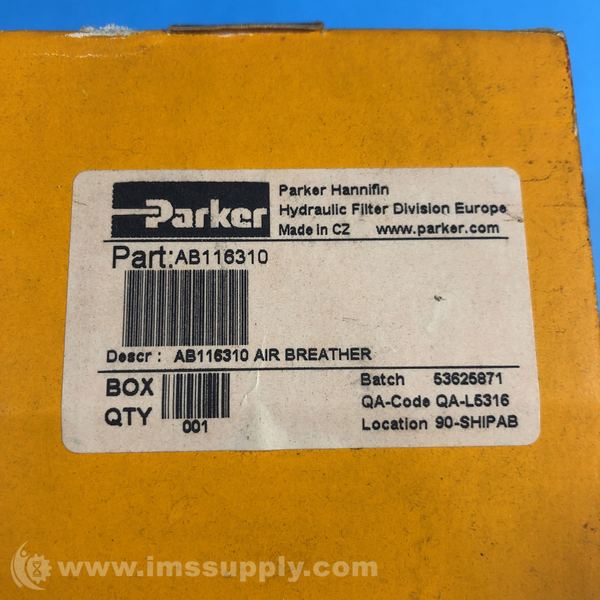 Parker
Parker Hannifin
Hydraulic Filter Division Europe
Made in CZ www.parker.com
Part:AB116310
Descr : AB116310 AIR BREATHER
BOX
QTY
001
Batch 53625871
QA-Code QA-L5316
Location 90-SHIPAB
© www.imssupply.com